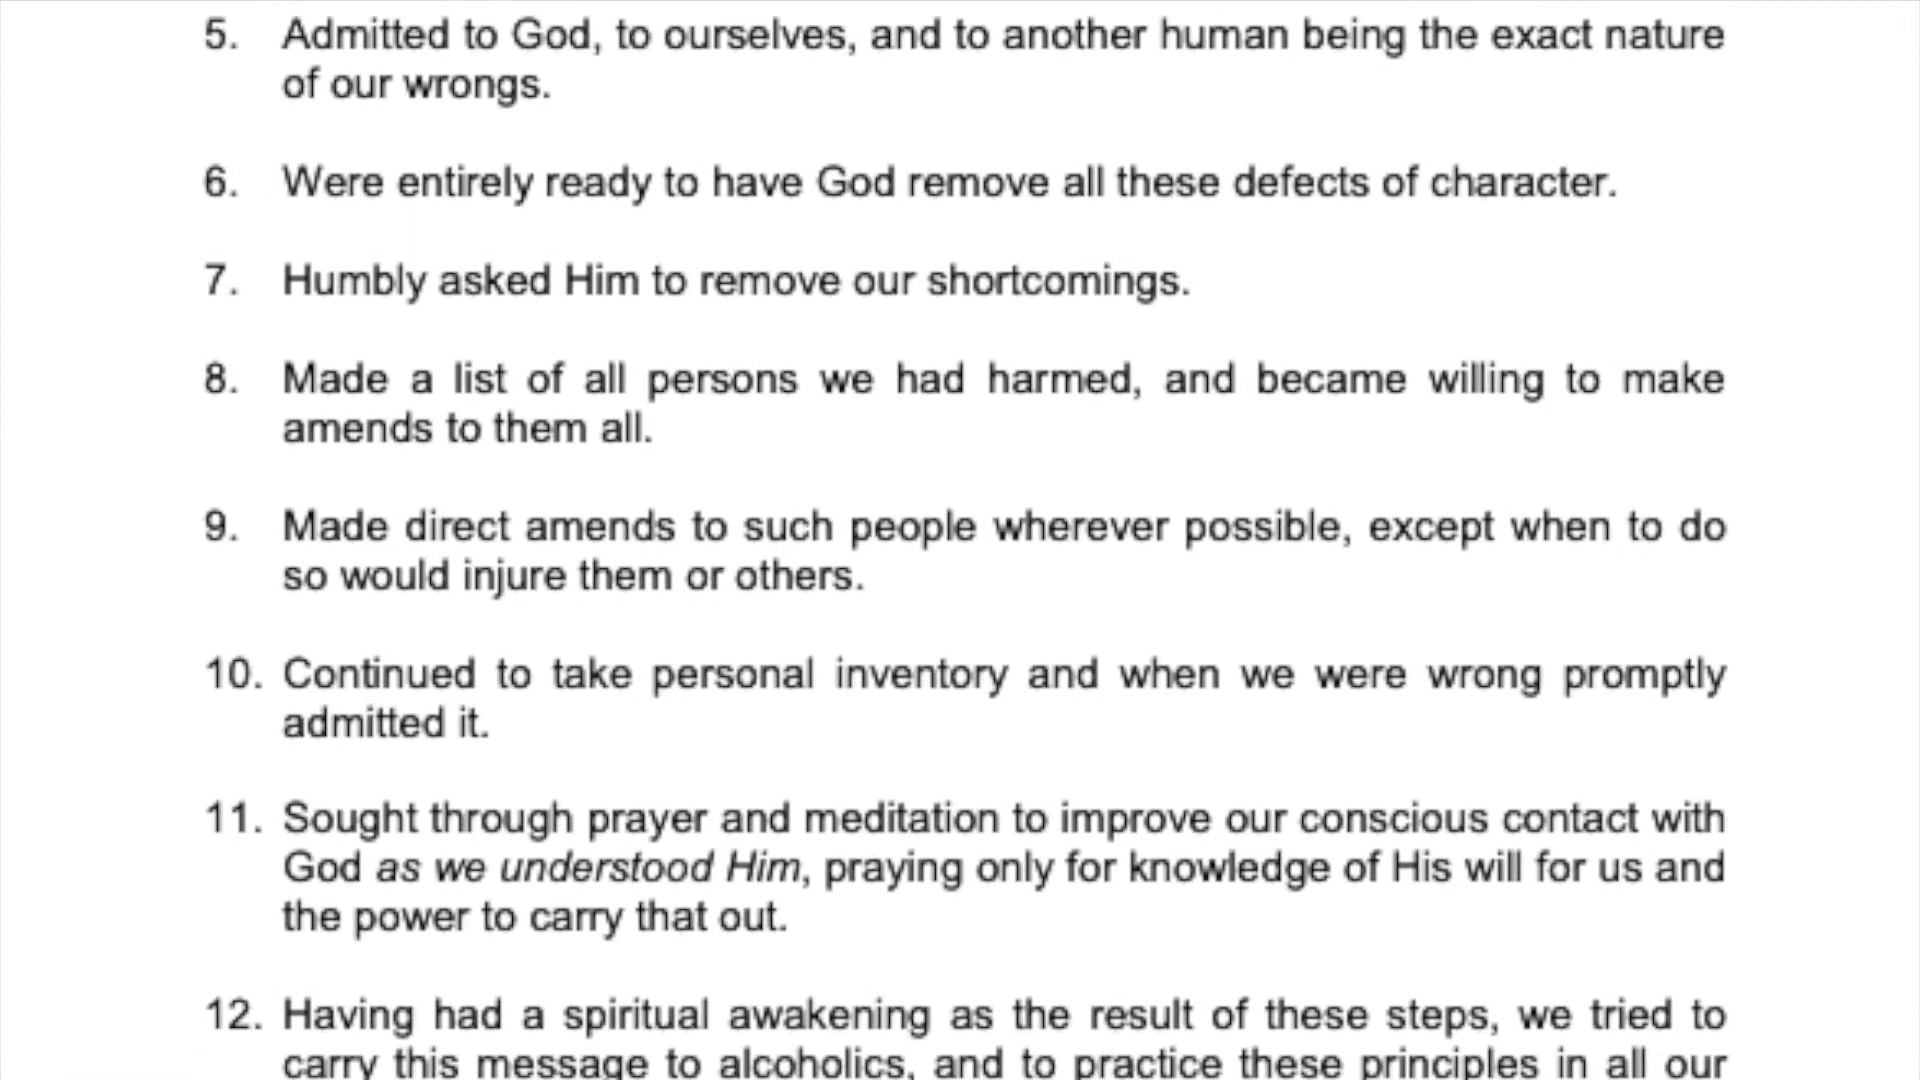 5. Admitted to God, to ourselves, and to another human being the exact nature
of our wrongs.
6. Were entirely ready to have God remove all these defects of character.
7. Humbly asked Him to remove our shortcomings.
8. Made a list of all persons we had harmed, and became willing to make
amends to them all.
9. Made direct amends to such people wherever possible, except when to do
so would injure them or others.
10. Continued to take personal inventory and when we were wrong promptly
admitted it.
11. Sought through prayer and meditation to improve our conscious contact with
God as we understood Him, praying only for knowledge of His will for us and
the power to carry that out.
12. Having had a spiritual awakening as the result of these steps, we tried to
carry this message to alcoholics, and to practice these principles in all our